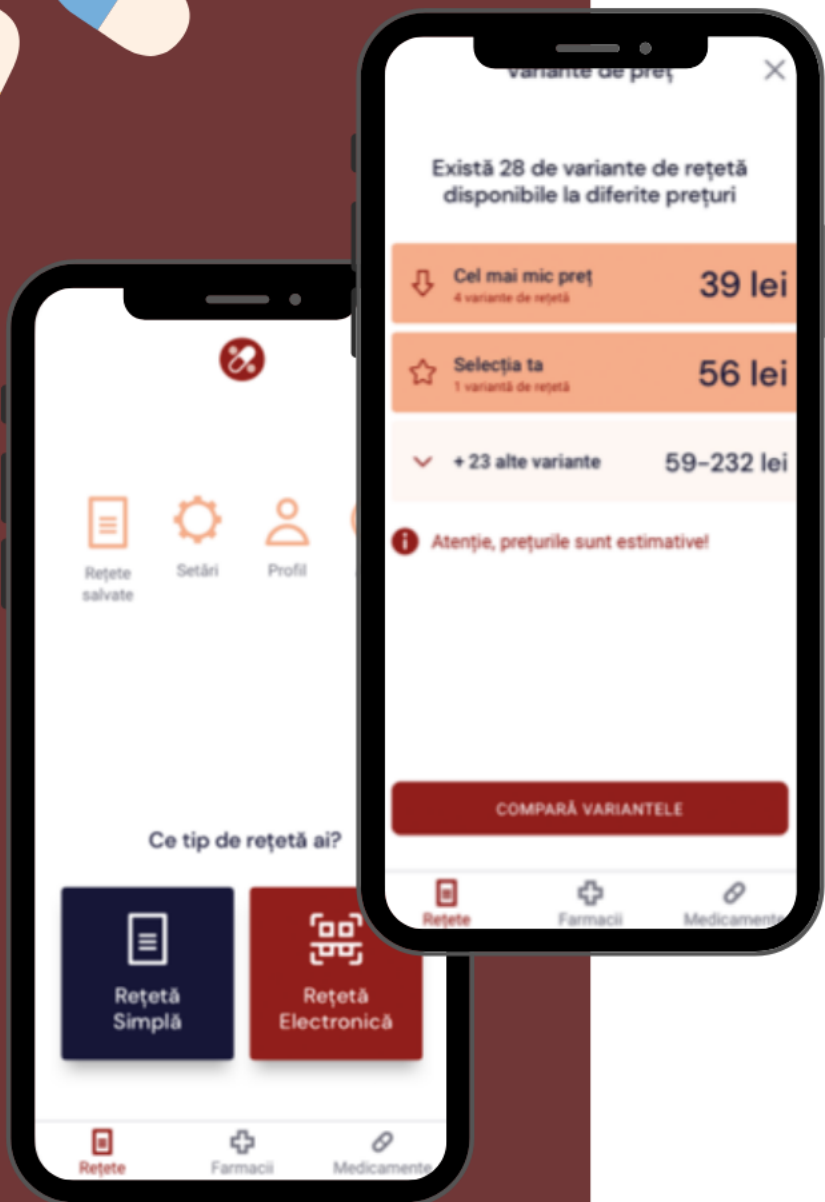 Rețete
salvate
Setări
Profil
Ce tip de rețetă ai?
Rețetă
Simplă
Rețetă
Electronică
Rețete
Farmacii
Medicamente
Variante de preț
Există 28 de variante de rețetă
disponibile la diferite prețuri
Cel mai mic preț
4 variante de rețetă
39 lei
Selecția ta
1 variantă de rețetă
56 lei
+ 23 alte variante
59-232 lei
Atenție, prețurile sunt estimative!
COMPARĂ VARIANTELE
Rețete
Farmacii
Medicamente